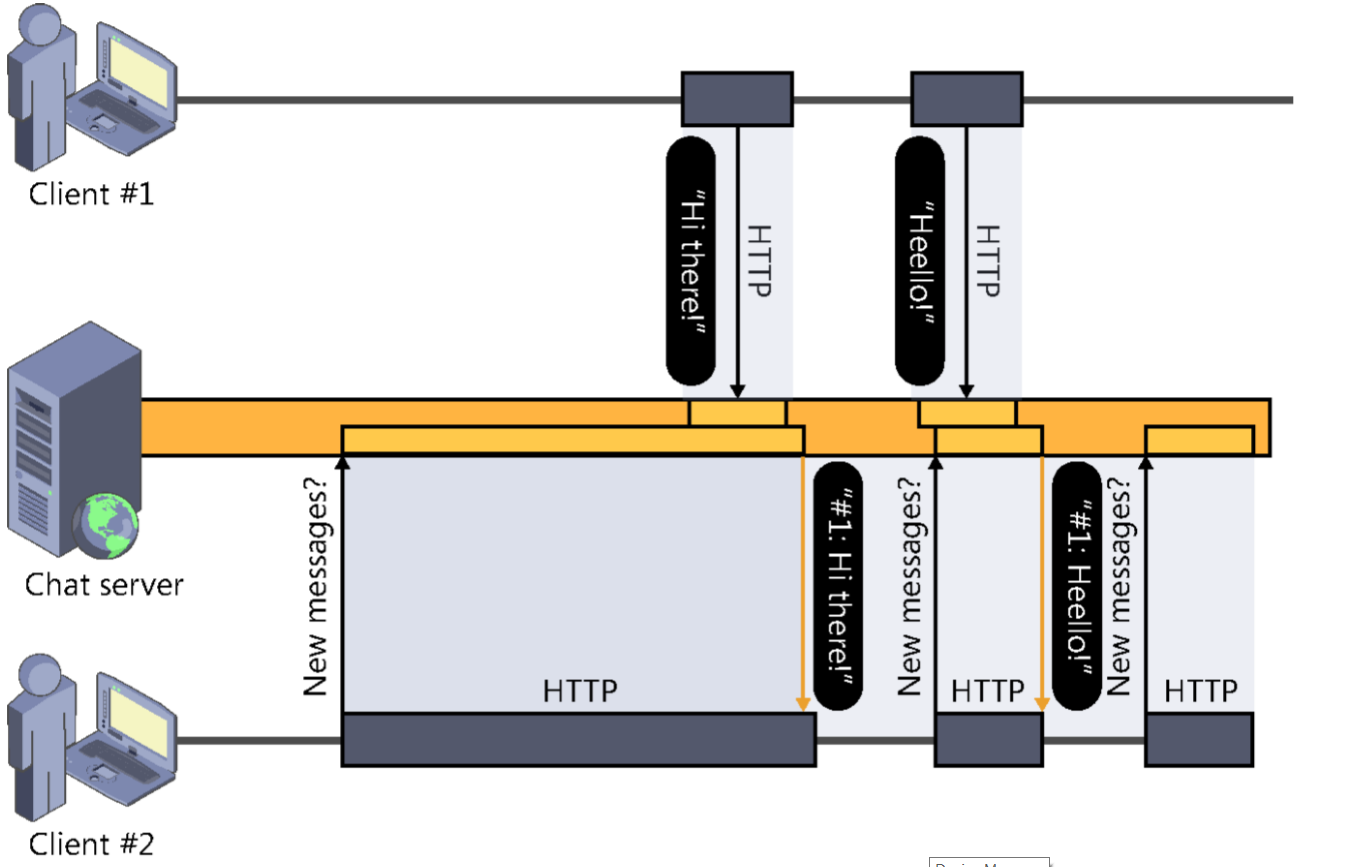 Client #1
"Hi there!"
HTTP
"Heello!"
HTTP
Chat server
New messages?
HTTP
"#1: Hi there!"
New messages?
HTTP
"#1: Heello!"
New messages?
HTTP
Client #2